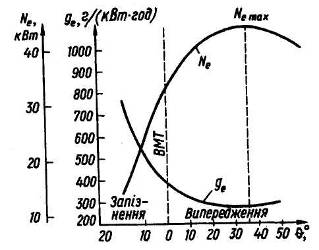 Ne, кВт
ge, г/(кВт·год)
Ne max
40
30
20
10
1000
900
800
700
600
500
400
300
200
Ne
ВМТ
ge
Запіз-
нення
Випередження
20 10 0 10 20 30 40 50 θ,°